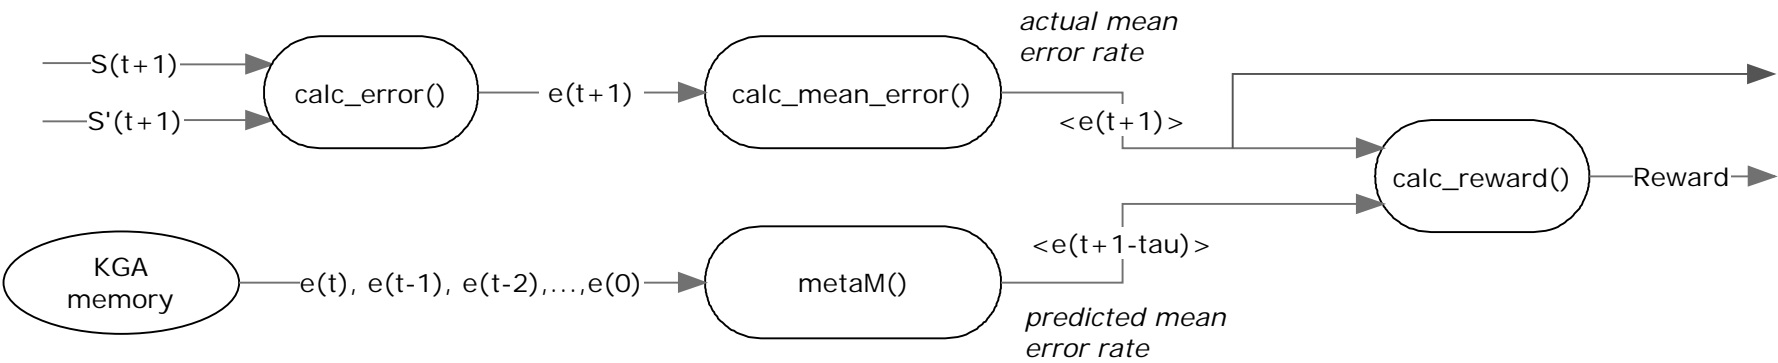 actual mean
error rate
S(t+1)
S'(t+1)
calc_error()
e(t+1)
calc_mean_error()
<e(t+1)>
calc_reward()
Reward
KGA
memory
e(t), e(t-1), e(t-2),...,e(0)
metaM()
<e(t+1-tau)>
predicted mean
error rate